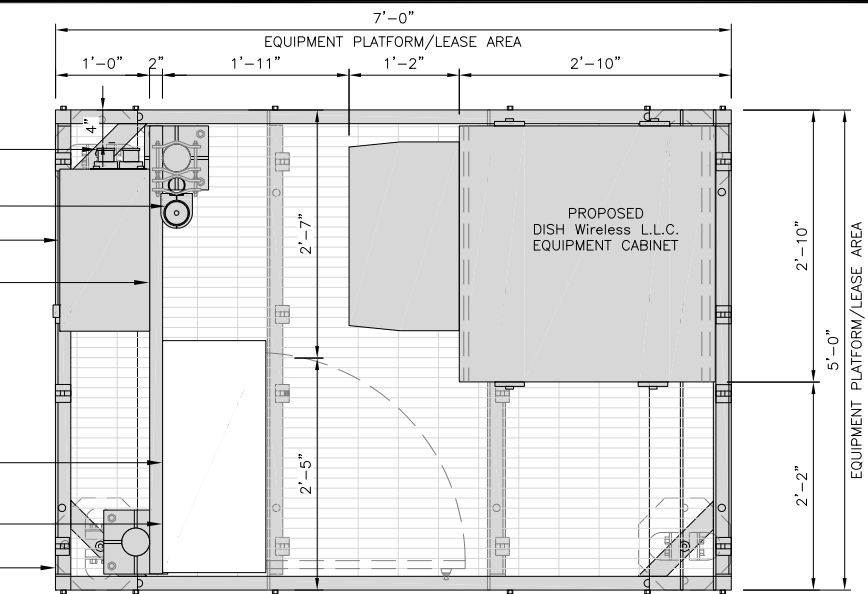 7'-0"
EQUIPMENT PLATFORM/LEASE AREA
1'-0"
2"
1'-11"
1'-2"
2'-10"
4"
2'-7"
PROPOSED
DISH Wireless L.L.C.
EQUIPMENT CABINET
2'-10"
5'-0"
EQUIPMENT PLATFORM/LEASE AREA
2'-5"
2'-2"